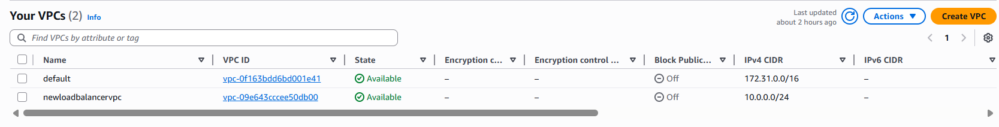 Your VPCs (2) Info
Last updated
about 2 hours ago
Actions
Create VPC
Find VPCs by attribute or tag
1
Name VPC ID State Encryption c... Encryption control ... Block Public... IPv4 CIDR IPv6 CIDR
default vpc-0f163bdd6bd001e41 Available – – Off 172.31.0.0/16 –
newloadbalancervpc vpc-09e643cccee50db00 Available – – Off 10.0.0.0/24 –